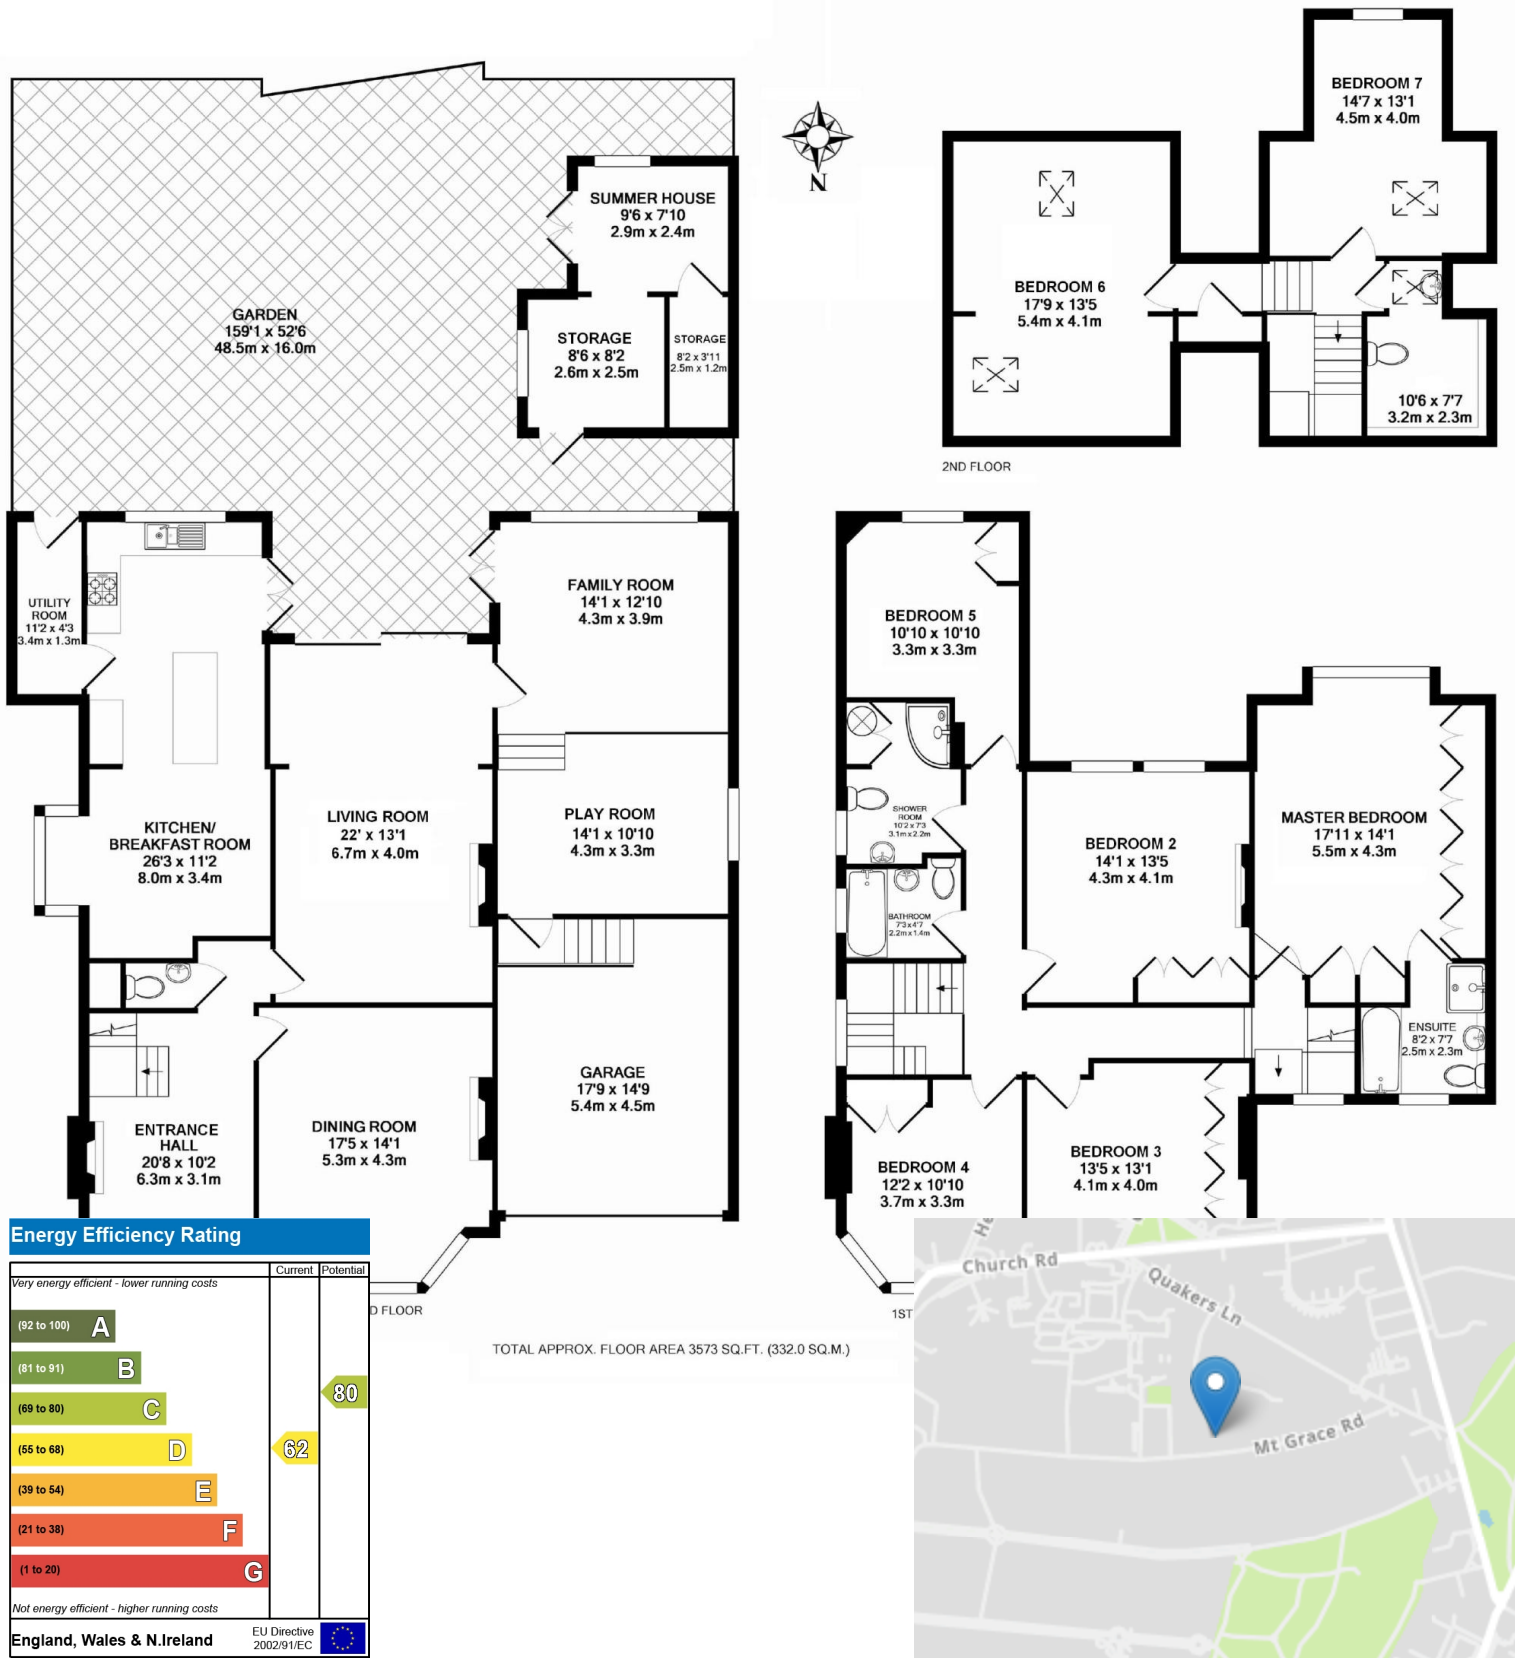 GARDEN
159'1 x 52'6
48.5m x 16.0m
SUMMER HOUSE
9'6 x 7'10
2.9m x 2.4m
STORAGE
8'6 x 8'2
2.6m x 2.5m
STORAGE
8'2 x 3'11
2.5m x 1.2m
N
BEDROOM 7
14'7 x 13'1
4.5m x 4.0m
BEDROOM 6
17'9 x 13'5
5.4m x 4.1m
10'6 x 7'7
3.2m x 2.3m
2ND FLOOR
UTILITY
ROOM
11'2 x 4'3
3.4m x 1.3m
FAMILY ROOM
14'1 x 12'10
4.3m x 3.9m
KITCHEN/
BREAKFAST ROOM
26'3 x 11'2
8.0m x 3.4m
LIVING ROOM
22' x 13'1
6.7m x 4.0m
PLAY ROOM
14'1 x 10'10
4.3m x 3.3m
GARAGE
17'9 x 14'9
5.4m x 4.5m
ENTRANCE
HALL
20'8 x 10'2
6.3m x 3.1m
DINING ROOM
17'5 x 14'1
5.3m x 4.3m
D FLOOR
BEDROOM 5
10'10 x 10'10
3.3m x 3.3m
SHOWER
ROOM
10'2 x 7'3
3.1m x 2.2m
BATHROOM
7'3 x 4'7
2.2m x 1.4m
BEDROOM 2
14'1 x 13'5
4.3m x 4.1m
MASTER BEDROOM
17'11 x 14'1
5.5m x 4.3m
ENSUITE
8'2 x 7'7
2.5m x 2.3m
BEDROOM 4
12'2 x 10'10
3.7m x 3.3m
BEDROOM 3
13'5 x 13'1
4.1m x 4.0m
1ST
TOTAL APPROX. FLOOR AREA 3573 SQ.FT. (332.0 SQ.M.)
Energy Efficiency Rating
Current Potential
Very energy efficient - lower running costs
(92 to 100) A
(81 to 91) B
(69 to 80) C
(55 to 68) D
(39 to 54) E
(21 to 38) F
(1 to 20) G
62
80
Not energy efficient - higher running costs
England, Wales & N.Ireland
EU Directive
2002/91/EC
He
Church Rd
Quakers Ln
Mt Grace Rd